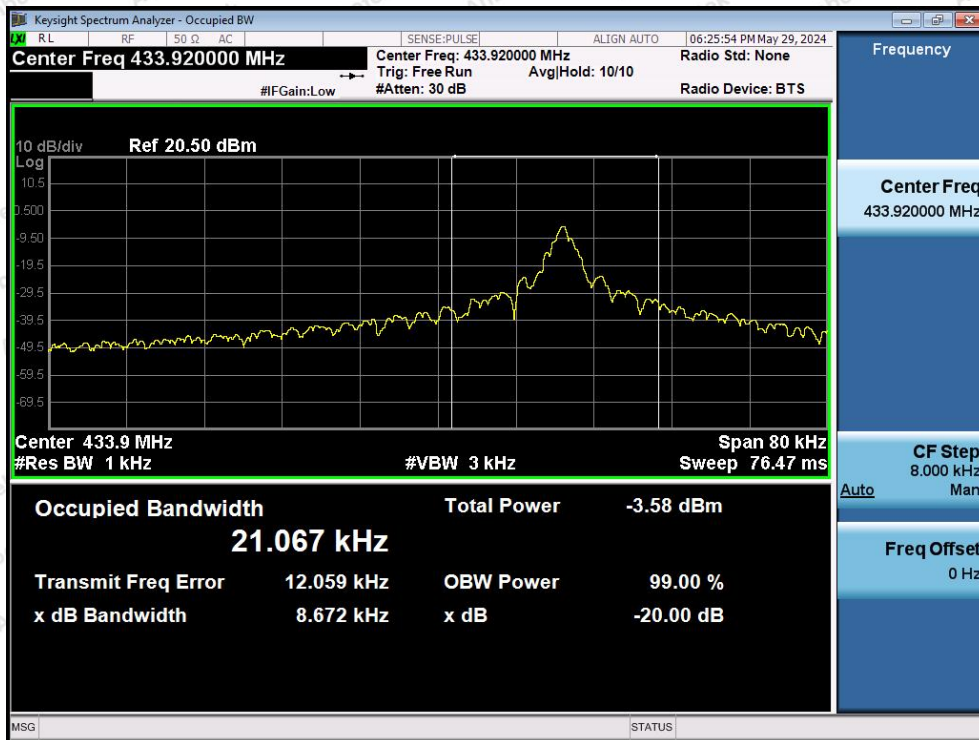 Keysight Spectrum Analyzer - Occupied BW
LXI RL RF 50 Ω AC SENSE:PULSE ALIGN AUTO 06:25:54 PM May 29, 2024
Center Freq 433.920000 MHz
#IFGain:Low
Center Freq: 433.920000 MHz
Trig: Free Run Avg|Hold: 10/10
#Atten: 30 dB
Radio Std: None
Radio Device: BTS
10 dB/div Ref 20.50 dBm
Log
10.5
0.500
-9.50
-19.5
-29.5
-39.5
-49.5
-59.5
-69.5
Center 433.9 MHz Span 80 kHz
#Res BW 1 kHz #VBW 3 kHz Sweep 76.47 ms
Occupied Bandwidth Total Power -3.58 dBm
21.067 kHz
Transmit Freq Error 12.059 kHz OBW Power 99.00 %
x dB Bandwidth 8.672 kHz x dB -20.00 dB
MSG STATUS
Frequency
Center Freq
433.920000 MHz
CF Step
8.000 kHz
Auto Man
Freq Offset
0 Hz